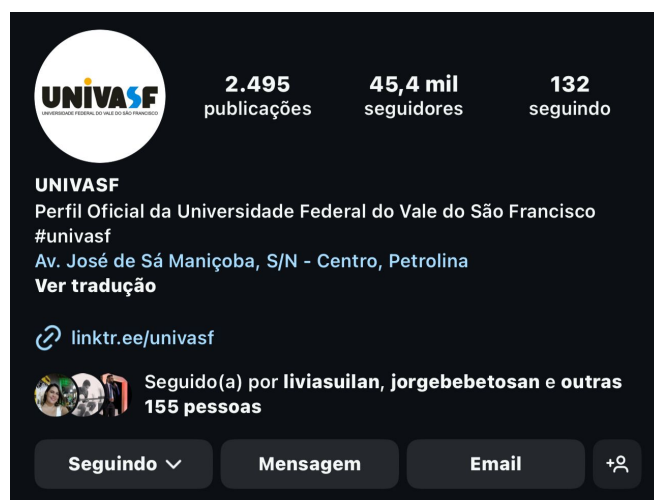 UNIVASF
UNIVERSIDADE FEDERAL DO VALE DO SÃO FRANCISCO
2.495
publicações
45,4 mil
seguidores
132
seguindo
UNIVASF
Perfil Oficial da Universidade Federal do Vale do São Francisco
#univasf
Av. José de Sá Maniçoba, S/N - Centro, Petrolina
Ver tradução
linktr.ee/univasf
Seguido(a) por liviasuilan, jorgebebetosan e outras
155 pessoas
Seguindo
Mensagem
Email